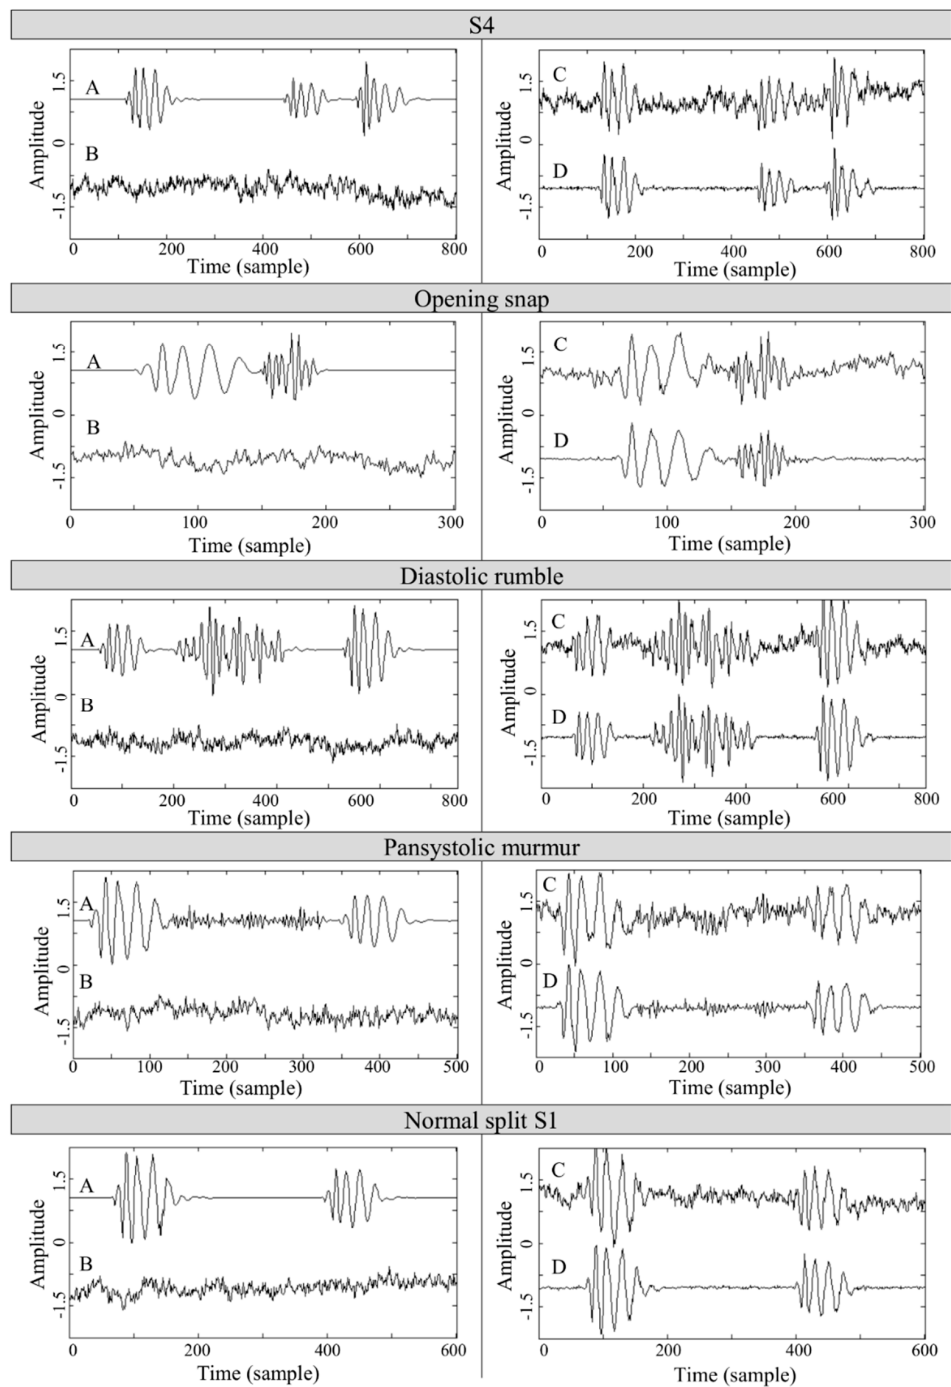 S4
A
B
1.5
0
-1.5
Amplitude
0 200 400 600 800
Time (sample)
C
D
1.5
0
-1.5
Amplitude
0 200 400 600 800
Time (sample)
Opening snap
A
B
1.5
0
-1.5
Amplitude
0 100 200 300
Time (sample)
C
D
1.5
0
-1.5
Amplitude
0 100 200 300
Time (sample)
Diastolic rumble
A
B
1.5
0
-1.5
Amplitude
0 200 400 600 800
Time (sample)
C
D
1.5
0
-1.5
Amplitude
0 200 400 600 800
Time (sample)
Pansystolic murmur
A
B
1.5
0
-1.5
Amplitude
0 100 200 300 400 500
Time (sample)
C
D
1.5
0
-1.5
Amplitude
0 100 200 300 400 500
Time (sample)
Normal split S1
A
B
1.5
0
-1.5
Amplitude
0 200 400 600
Time (sample)
C
D
1.5
0
-1.5
Amplitude
0 200 400 600
Time (sample)